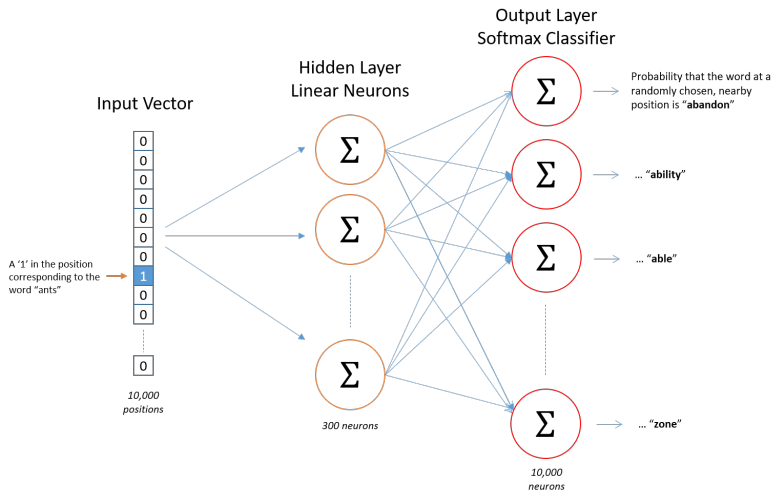 Output Layer
Softmax Classifier
Hidden Layer
Linear Neurons
Input Vector
0
0
0
0
0
0
0
1
0
0
0
A ‘1’ in the position
corresponding to the
word “ants”
10,000
positions
Σ
Σ
Σ
300 neurons
Σ
Σ
Σ
Σ
10,000
neurons
Probability that the word at a
randomly chosen, nearby
position is “abandon”
... “ability”
... “able”
... “zone”